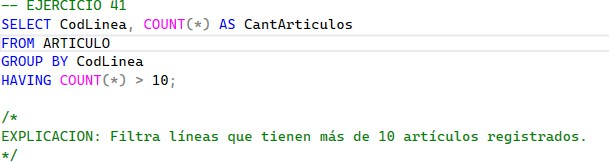 -- EJERCICIO 41
SELECT CodLinea, COUNT(*) AS CantArticulos
FROM ARTICULO
GROUP BY CodLinea
HAVING COUNT(*) > 10;
/*
EXPLICACION: Filtra líneas que tienen más de 10 artículos registrados.
*/